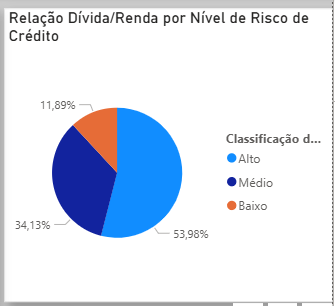 Relação Dívida/Renda por Nível de Risco de
Crédito
11,89%
Classificação d...
Alto
Médio
Baixo
34,13%
53,98%